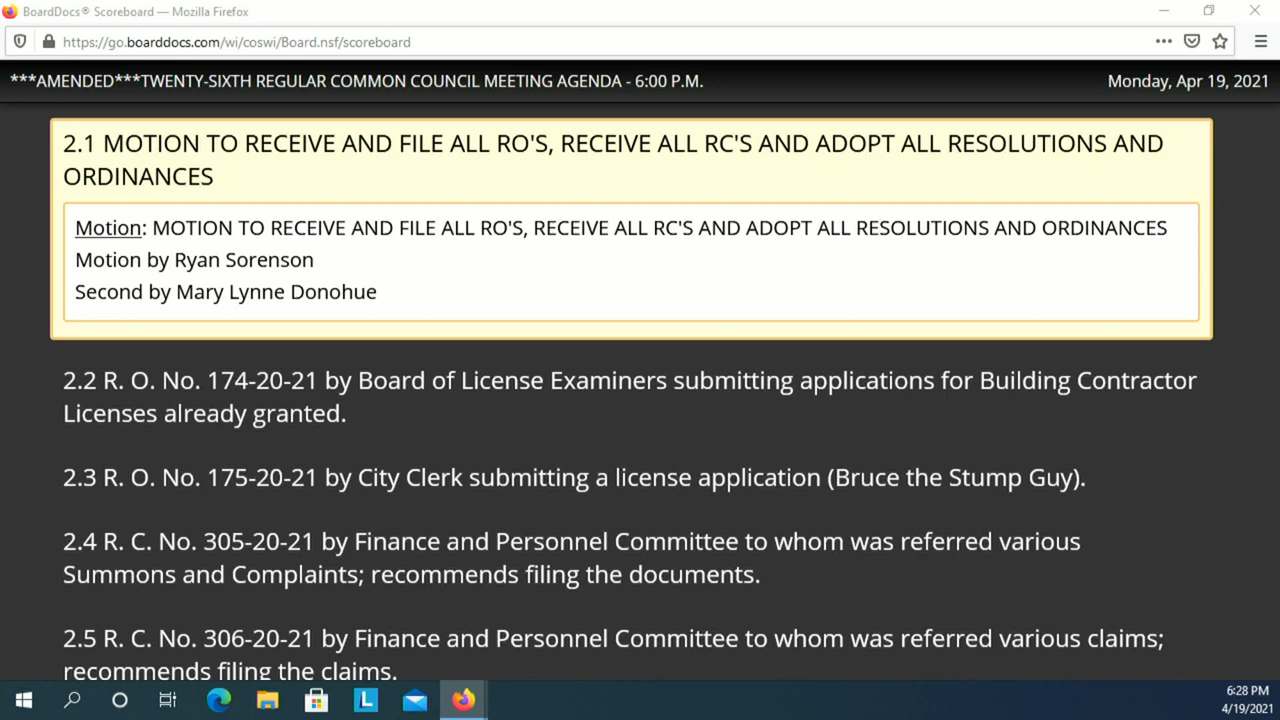 BoardDocs® Scoreboard — Mozilla Firefox
https://go.boarddocs.com/wi/coswi/Board.nsf/scoreboard
***AMENDED***TWENTY-SIXTH REGULAR COMMON COUNCIL MEETING AGENDA - 6:00 P.M. Monday, Apr 19, 2021
2.1 MOTION TO RECEIVE AND FILE ALL RO'S, RECEIVE ALL RC'S AND ADOPT ALL RESOLUTIONS AND
ORDINANCES
Motion: MOTION TO RECEIVE AND FILE ALL RO'S, RECEIVE ALL RC'S AND ADOPT ALL RESOLUTIONS AND ORDINANCES
Motion by Ryan Sorenson
Second by Mary Lynne Donohue
2.2 R. O. No. 174-20-21 by Board of License Examiners submitting applications for Building Contractor
Licenses already granted.
2.3 R. O. No. 175-20-21 by City Clerk submitting a license application (Bruce the Stump Guy).
2.4 R. C. No. 305-20-21 by Finance and Personnel Committee to whom was referred various
Summons and Complaints; recommends filing the documents.
2.5 R. C. No. 306-20-21 by Finance and Personnel Committee to whom was referred various claims;
recommends filing the claims.
L
6:28 PM
4/19/2021